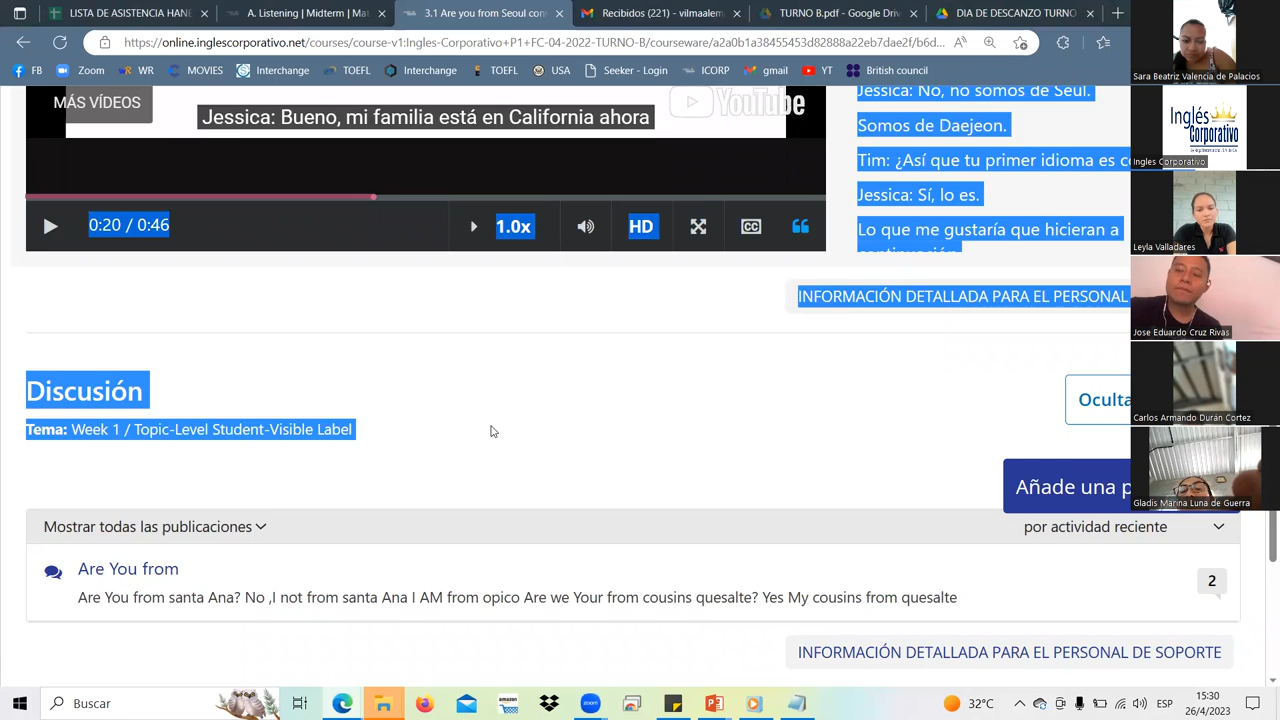 LISTA DE ASISTENCIA HANE
A. Listening | Midterm | Ma
3.1 Are you from Seoul con
Recibidos (221) - vilmaalem
TURNO B.pdf - Google Dri
DIA DE DESCANZO TURNO
https://online.inglescorporativo.net/courses/course-v1:Ingles-Corporativo+P1+FC-04-2022-TURNO-B/courseware/a2a0b1a38455453d82888a22eb7dae2f/b6d...
FB
Zoom
WR
MOVIES
Interchange
TOEFL
Interchange
TOEFL
USA
Seeker - Login
ICORP
gmail
YT
British council
MÁS VÍDEOS
Jessica: Bueno, mi familia está en California ahora
YouTube
Jessica: No, no somos de Seúl.
Somos de Daejeon.
Tim: ¿Así que tu primer idioma es c
Jessica: Sí, lo es.
Lo que me gustaría que hicieran a
continuación
0:20 / 0:46
1.0x
HD
CC
INFORMACIÓN DETALLADA PARA EL PERSONAL
Discusión
Oculta
Tema: Week 1 / Topic-Level Student-Visible Label
Añade una p
Mostrar todas las publicaciones
por actividad reciente
Are You from
Are You from santa Ana? No ,I not from santa Ana I AM from opico Are we Your from cousins quesalte? Yes My cousins from quesalte
2
INFORMACIÓN DETALLADA PARA EL PERSONAL DE SOPORTE
Sara Beatriz Valencia de Palacios
Inglés
Corporativo
Ingles Corporativo
Leyla Valladares
Jose Eduardo Cruz Rivas
Carlos Armando Durán Cortez
Gladis Marina Luna de Guerra
Buscar
amazon
zoom
32°C
ESP
15:30
26/4/2023